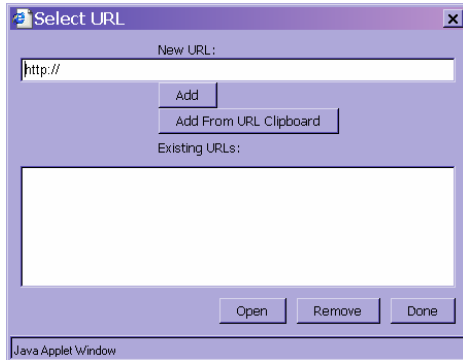 Select URL
New URL:
http://
Add
Add From URL Clipboard
Existing URLs:
Open Remove Done
Java Applet Window